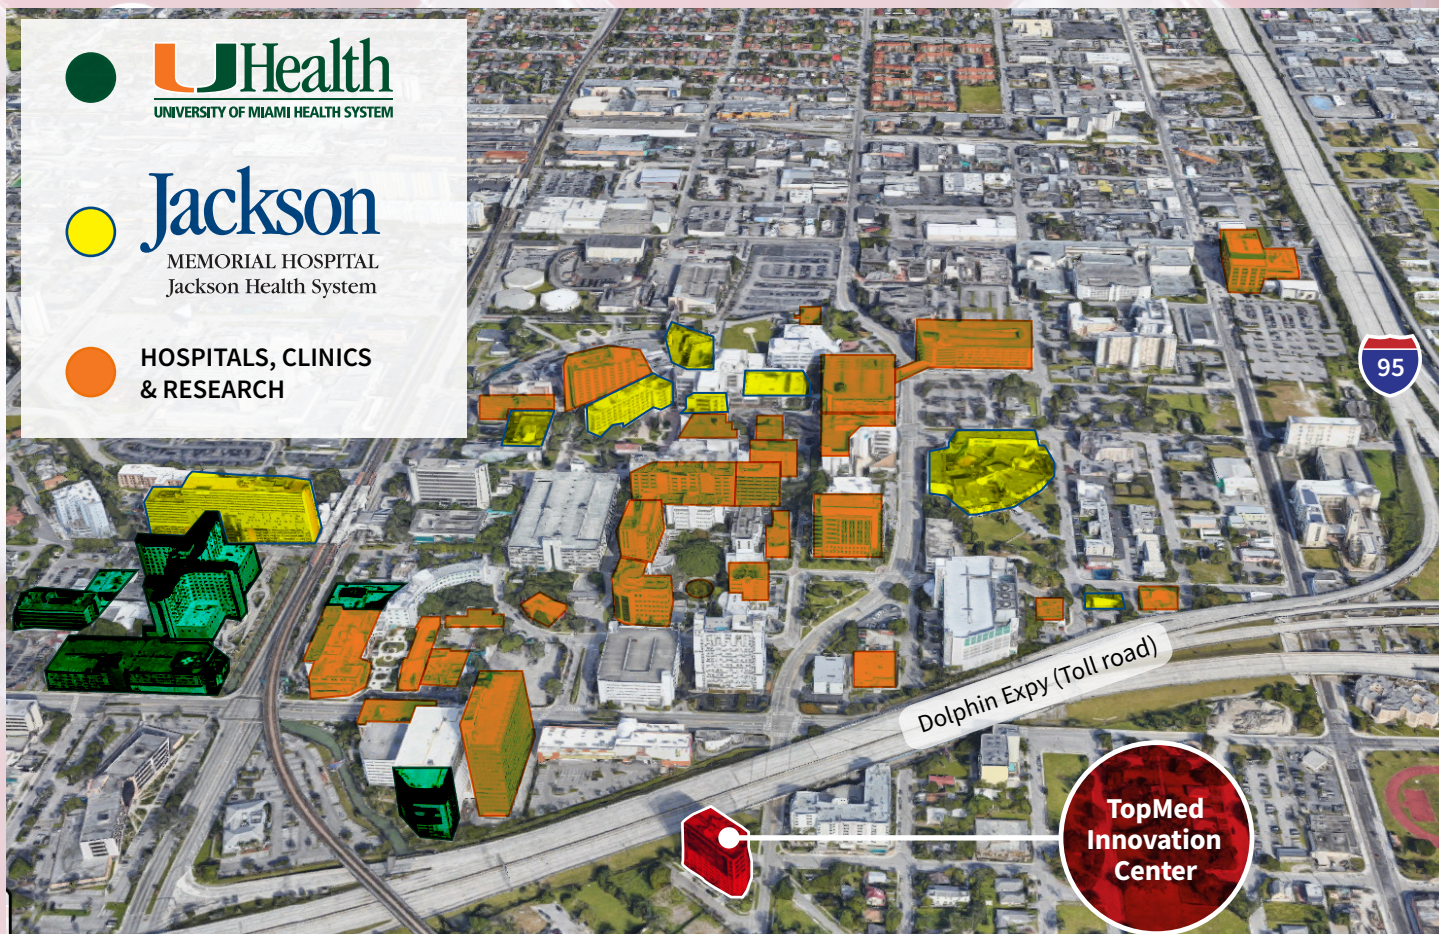 UHealth
UNIVERSITY OF MIAMI HEALTH SYSTEM
Jackson
MEMORIAL HOSPITAL
Jackson Health System
HOSPITALS, CLINICS
& RESEARCH
95
Dolphin Expy (Toll road)
TopMed
Innovation
Center